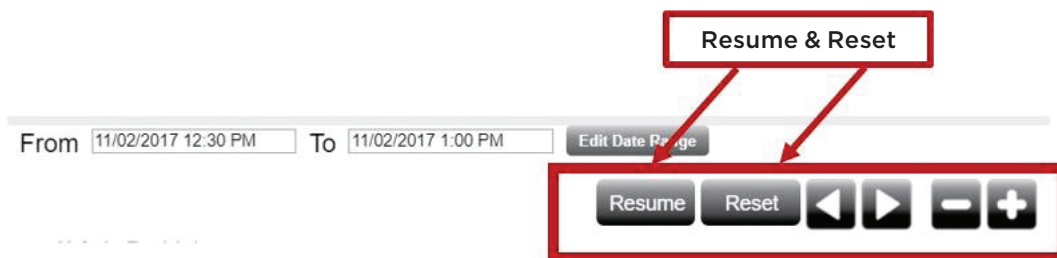 Resume & Reset
From 11/02/2017 12:30 PM To 11/02/2017 1:00 PM Edit Date Range
Resume Reset